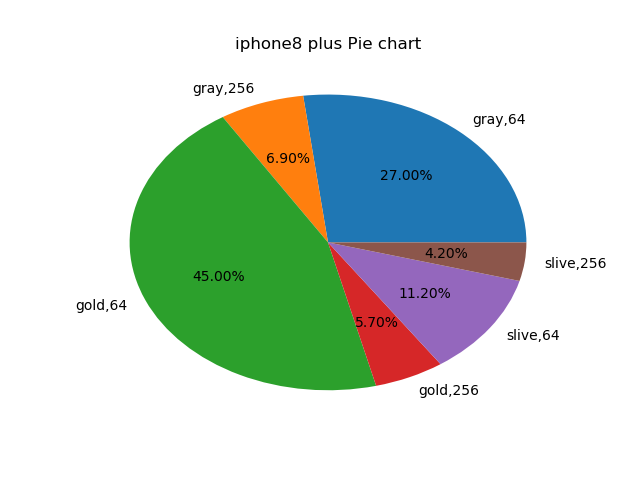 iphone8 plus Pie chart
gray,256
gray,64
6.90%
27.00%
4.20%
slive,256
45.00%
11.20%
gold,64
5.70%
slive,64
gold,256